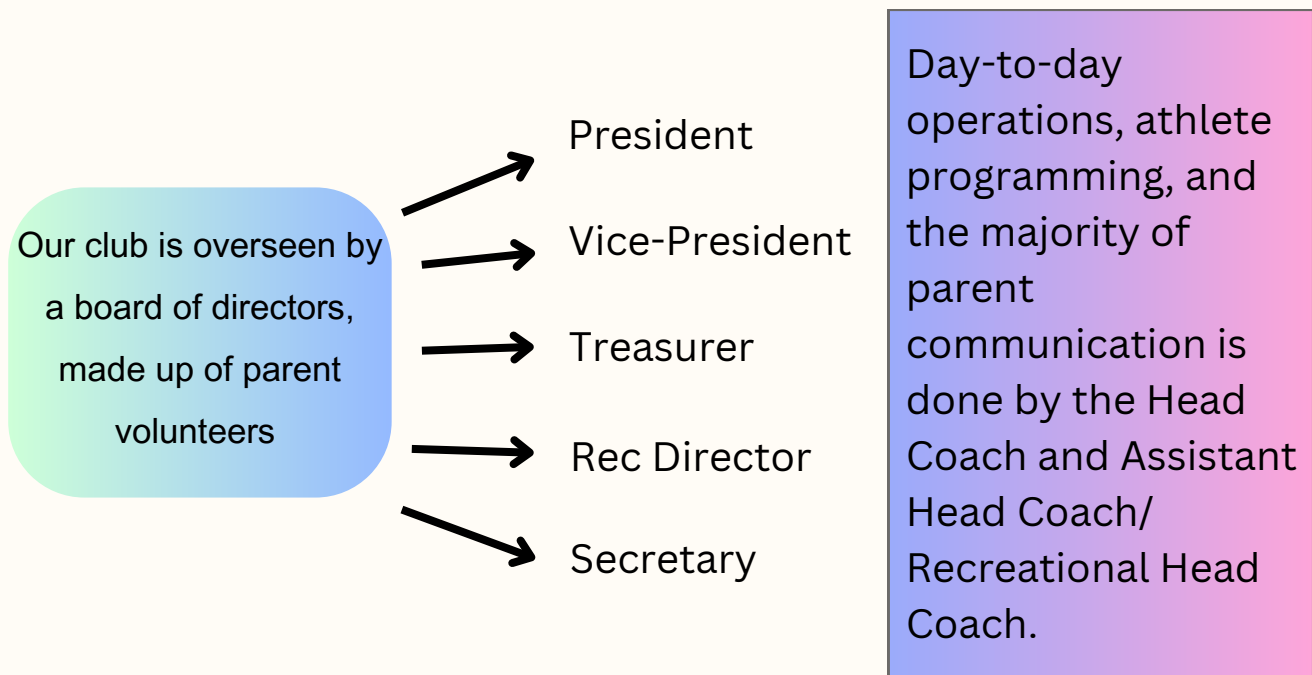 Our club is overseen by
a board of directors,
made up of parent
volunteers
President
Vice-President
Treasurer
Rec Director
Secretary
Day-to-day
operations, athlete
programming, and
the majority of
parent
communication is
done by the Head
Coach and Assistant
Head Coach/
Recreational Head
Coach.